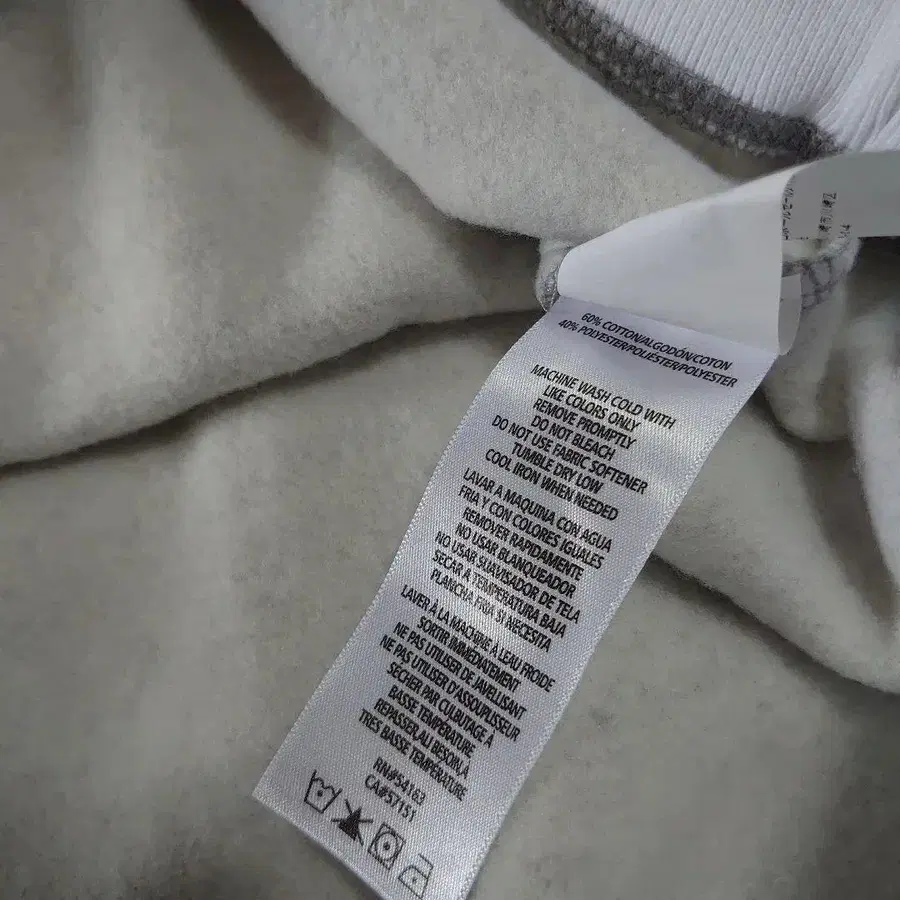 60% COTTON/ALGODÓN/COTON
40% POLYESTER/POLIÉSTER/POLYESTER
MACHINE WASH COLD WITH
LIKE COLORS ONLY
REMOVE PROMPTLY
DO NOT BLEACH
DO NOT USE FABRIC SOFTENER
TUMBLE DRY LOW
COOL IRON WHEN NEEDED
LAVAR A MAQUINA CON AGUA
FRIA Y CON COLORES IGUALES
REMOVER RAPIDAMENTE
NO USAR BLANQUEADOR
NO USAR SUAVISADOR DE TELA
SECAR A TEMPERATURA BAJA
PLANCHA FRIA SI NECESITA
LAVER À LA MACHINE À L'EAU FROIDE
SORTIR IMMÉDIATEMENT
NE PAS UTILISER DE JAVELLISANT
NE PAS UTILISER D'ASSOUPLISSEUR
SÉCHER PAR CULBUTAGE À
BASSE TEMPÉRATURE
REPASSER,AU BESOIN,A
TRES BASSE TEMPÉRATURE
RN#54163
CA#57151